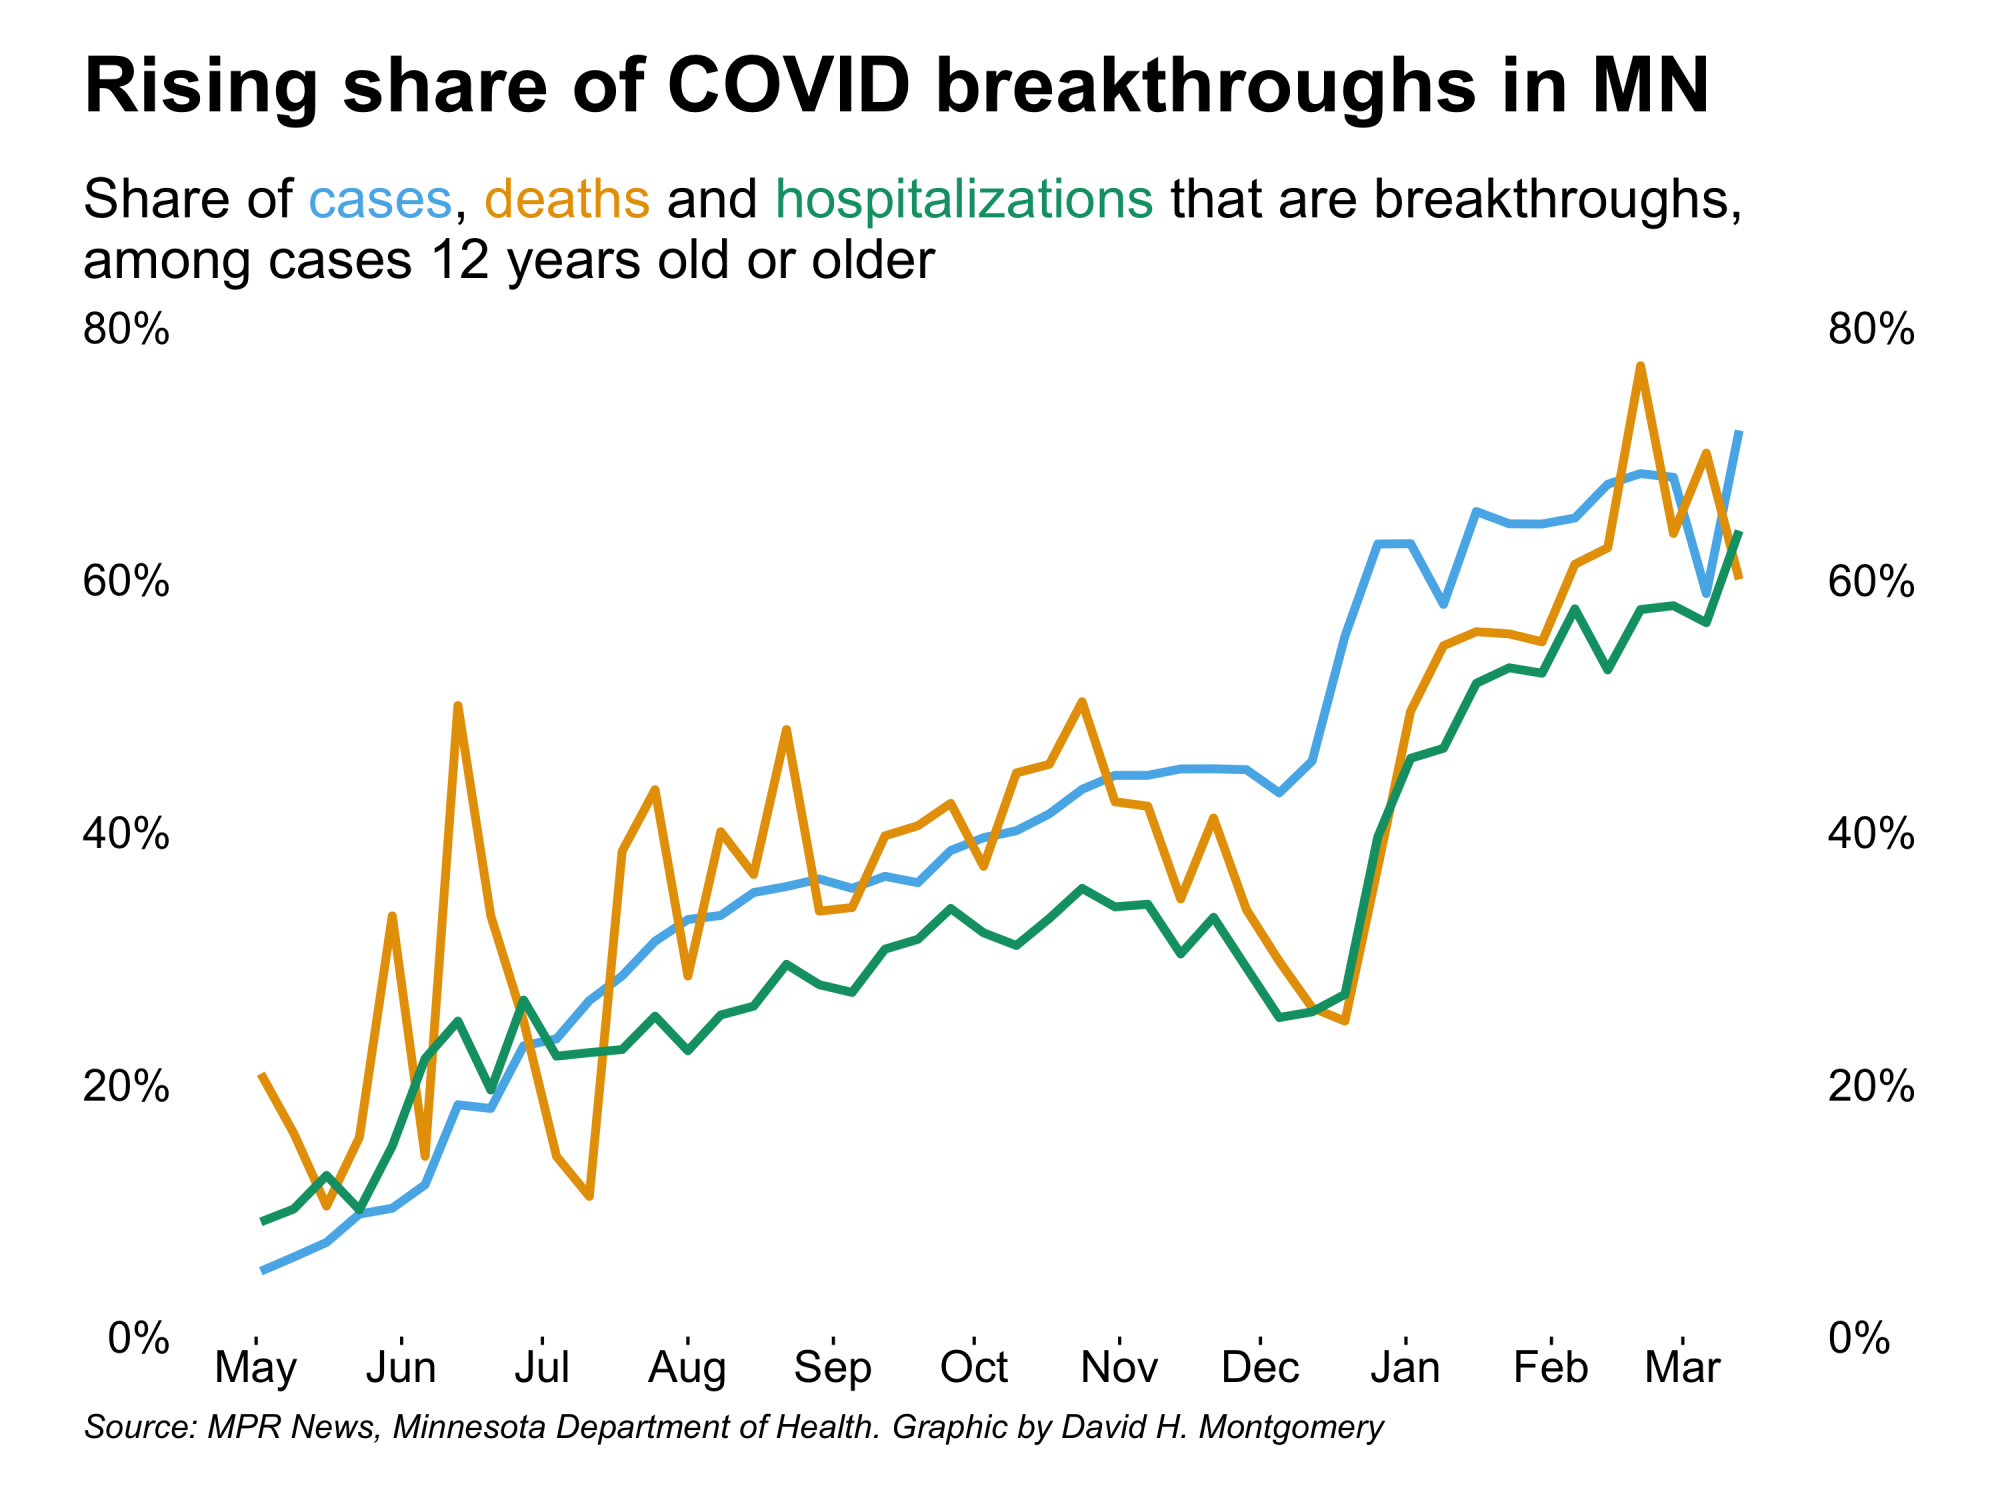 Rising share of COVID breakthroughs in MN
Share of cases, deaths and hospitalizations that are breakthroughs,
among cases 12 years old or older
80% 80%
60% 60%
40% 40%
20% 20%
0% 0%
May Jun Jul Aug Sep Oct Nov Dec Jan Feb Mar
Source: MPR News, Minnesota Department of Health. Graphic by David H. Montgomery